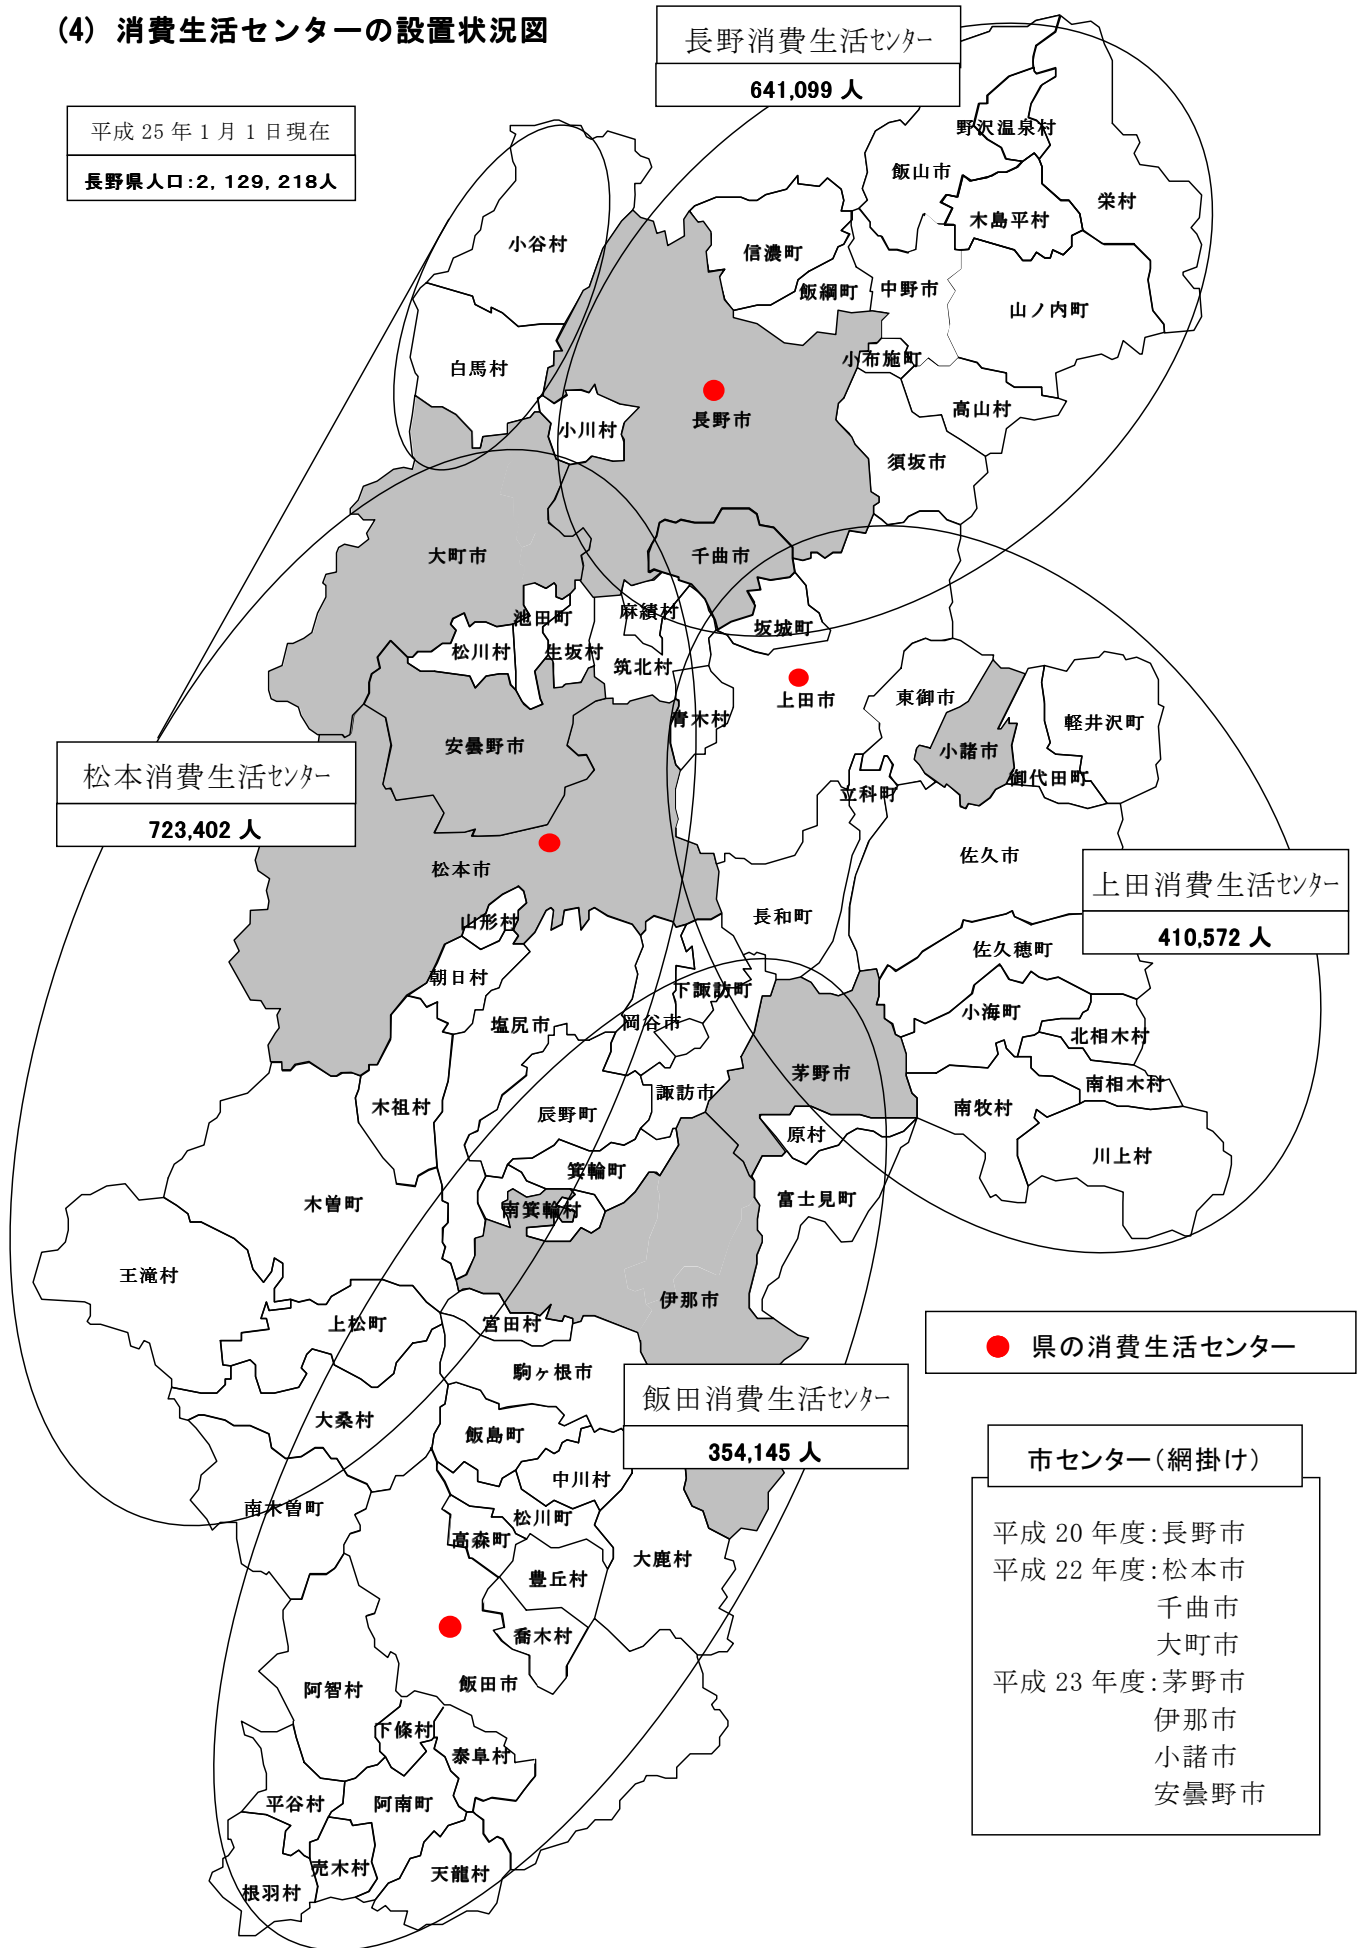 (4) 消費生活センターの設置状況図
長野消費生活センター
641,099 人
平成 25 年 1 月 1 日現在
長野県人口:2,129,218人
野沢温泉村
飯山市
栄村
木島平村
小谷村
信濃町
飯綱町
中野市
山ノ内町
小布施町
白馬村
高山村
長野市
小川村
須坂市
大町市
千曲市
麻績村
池田町
坂城町
松川村
生坂村
筑北村
上田市
東御市
青木村
軽井沢町
安曇野市
小諸市
御代田町
松本消費生活センター
723,402 人
立科町
佐久市
松本市
上田消費生活センター
410,572 人
山形村
長和町
佐久穂町
朝日村
下諏訪町
小海町
塩尻市
岡谷市
北相木村
茅野市
南相木村
諏訪市
木祖村
辰野町
南牧村
原村
川上村
箕輪町
木曽町
南箕輪村
富士見町
王滝村
伊那市
上松町
宮田村
県の消費生活センター
駒ヶ根市
飯田消費生活センター
354,145 人
大桑村
飯島町
市センター(網掛け)
中川村
南木曽町
松川町
高森町
平成 20 年度:長野市
大鹿村
平成 22 年度:松本市
豊丘村
千曲市
喬木村
大町市
飯田市
平成 23 年度:茅野市
阿智村
伊那市
下條村
泰阜村
小諸市
安曇野市
平谷村
阿南町
売木村
天龍村
根羽村